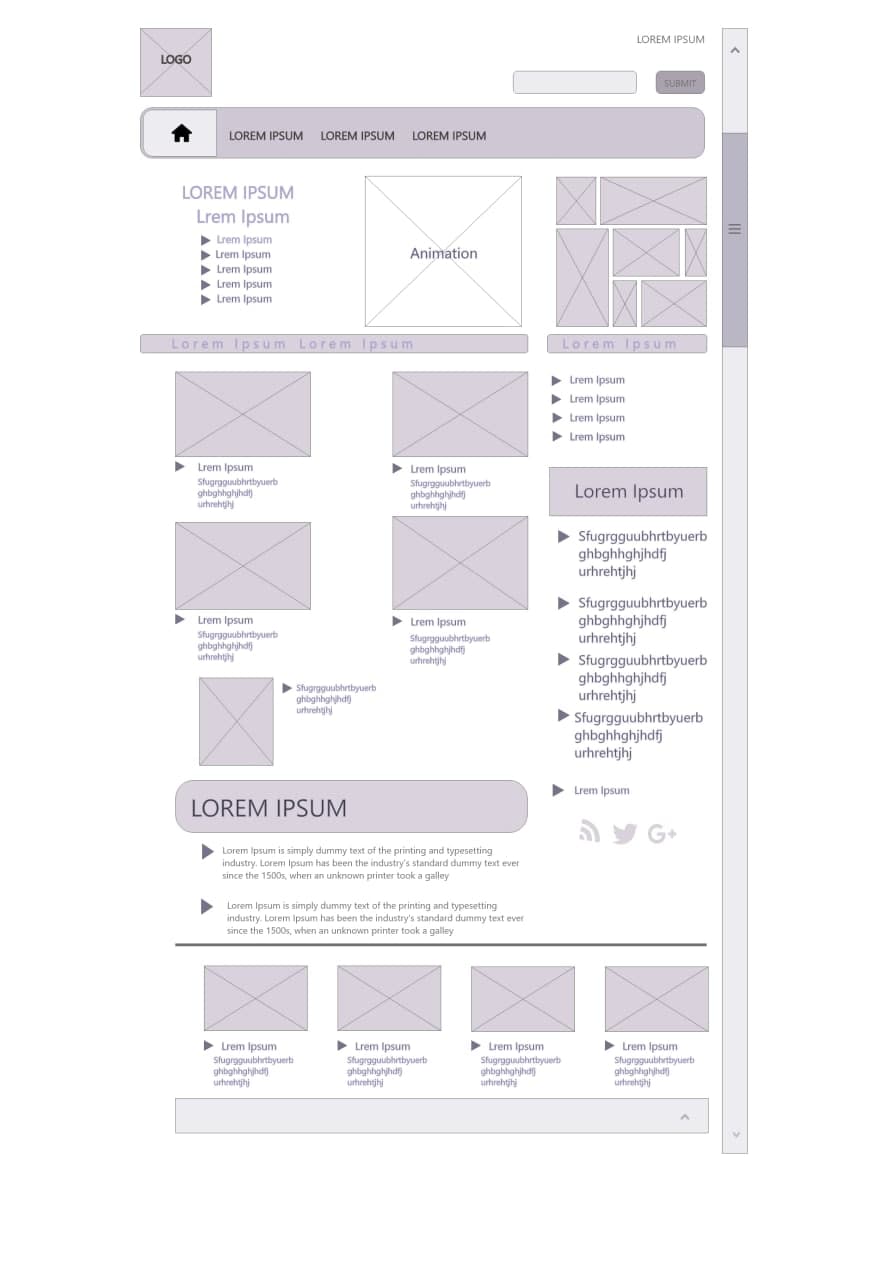 LOGO
LOREM IPSUM
SUBMIT
LOREM IPSUM LOREM IPSUM LOREM IPSUM
LOREM IPSUM
Lrem Ipsum
Lrem Ipsum
Lrem Ipsum
Lrem Ipsum
Lrem Ipsum
Lrem Ipsum
Animation
Lorem Ipsum Lorem Ipsum
Lorem Ipsum
Lrem Ipsum
Lrem Ipsum
Lrem Ipsum
Lrem Ipsum
Lrem Ipsum
Sfugrgguubhrtbyuerb
ghbghhghjhdfj
urhrehtjhj
Lrem Ipsum
Sfugrgguubhrtbyuerb
ghbghhghjhdfj
urhrehtjhj
Lrem Ipsum
Sfugrgguubhrtbyuerb
ghbghhghjhdfj
urhrehtjhj
Lrem Ipsum
Sfugrgguubhrtbyuerb
ghbghhghjhdfj
urhrehtjhj
Sfugrgguubhrtbyuerb
ghbghhghjhdfj
urhrehtjhj
Lorem Ipsum
Sfugrgguubhrtbyuerb
ghbghhghjhdfj
urhrehtjhj
Sfugrgguubhrtbyuerb
ghbghhghjhdfj
urhrehtjhj
Sfugrgguubhrtbyuerb
ghbghhghjhdfj
urhrehtjhj
Sfugrgguubhrtbyuerb
ghbghhghjhdfj
urhrehtjhj
Lrem Ipsum
G+
LOREM IPSUM
Lorem Ipsum is simply dummy text of the printing and typesetting
industry. Lorem Ipsum has been the industry's standard dummy text ever
since the 1500s, when an unknown printer took a galley
Lorem Ipsum is simply dummy text of the printing and typesetting
industry. Lorem Ipsum has been the industry's standard dummy text ever
since the 1500s, when an unknown printer took a galley
Lrem Ipsum
Sfugrgguubhrtbyuerb
ghbghhghjhdfj
urhrehtjhj
Lrem Ipsum
Sfugrgguubhrtbyuerb
ghbghhghjhdfj
urhrehtjhj
Lrem Ipsum
Sfugrgguubhrtbyuerb
ghbghhghjhdfj
urhrehtjhj
Lrem Ipsum
Sfugrgguubhrtbyuerb
ghbghhghjhdfj
urhrehtjhj